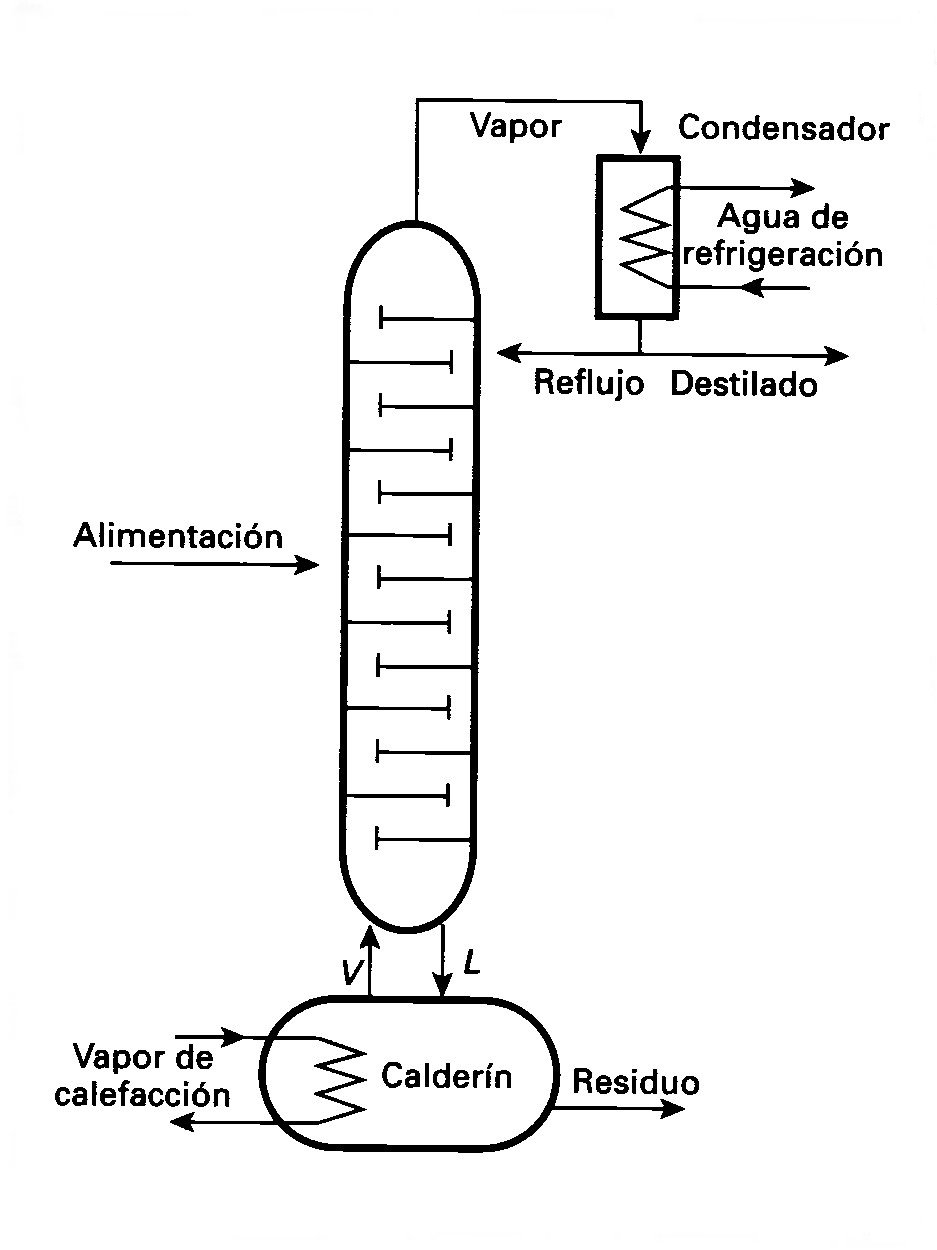 Vapor
Condensador
Agua de
refrigeración
Reflujo
Destilado
Alimentación
V
L
Vapor de
calefacción
Calderín
Residuo